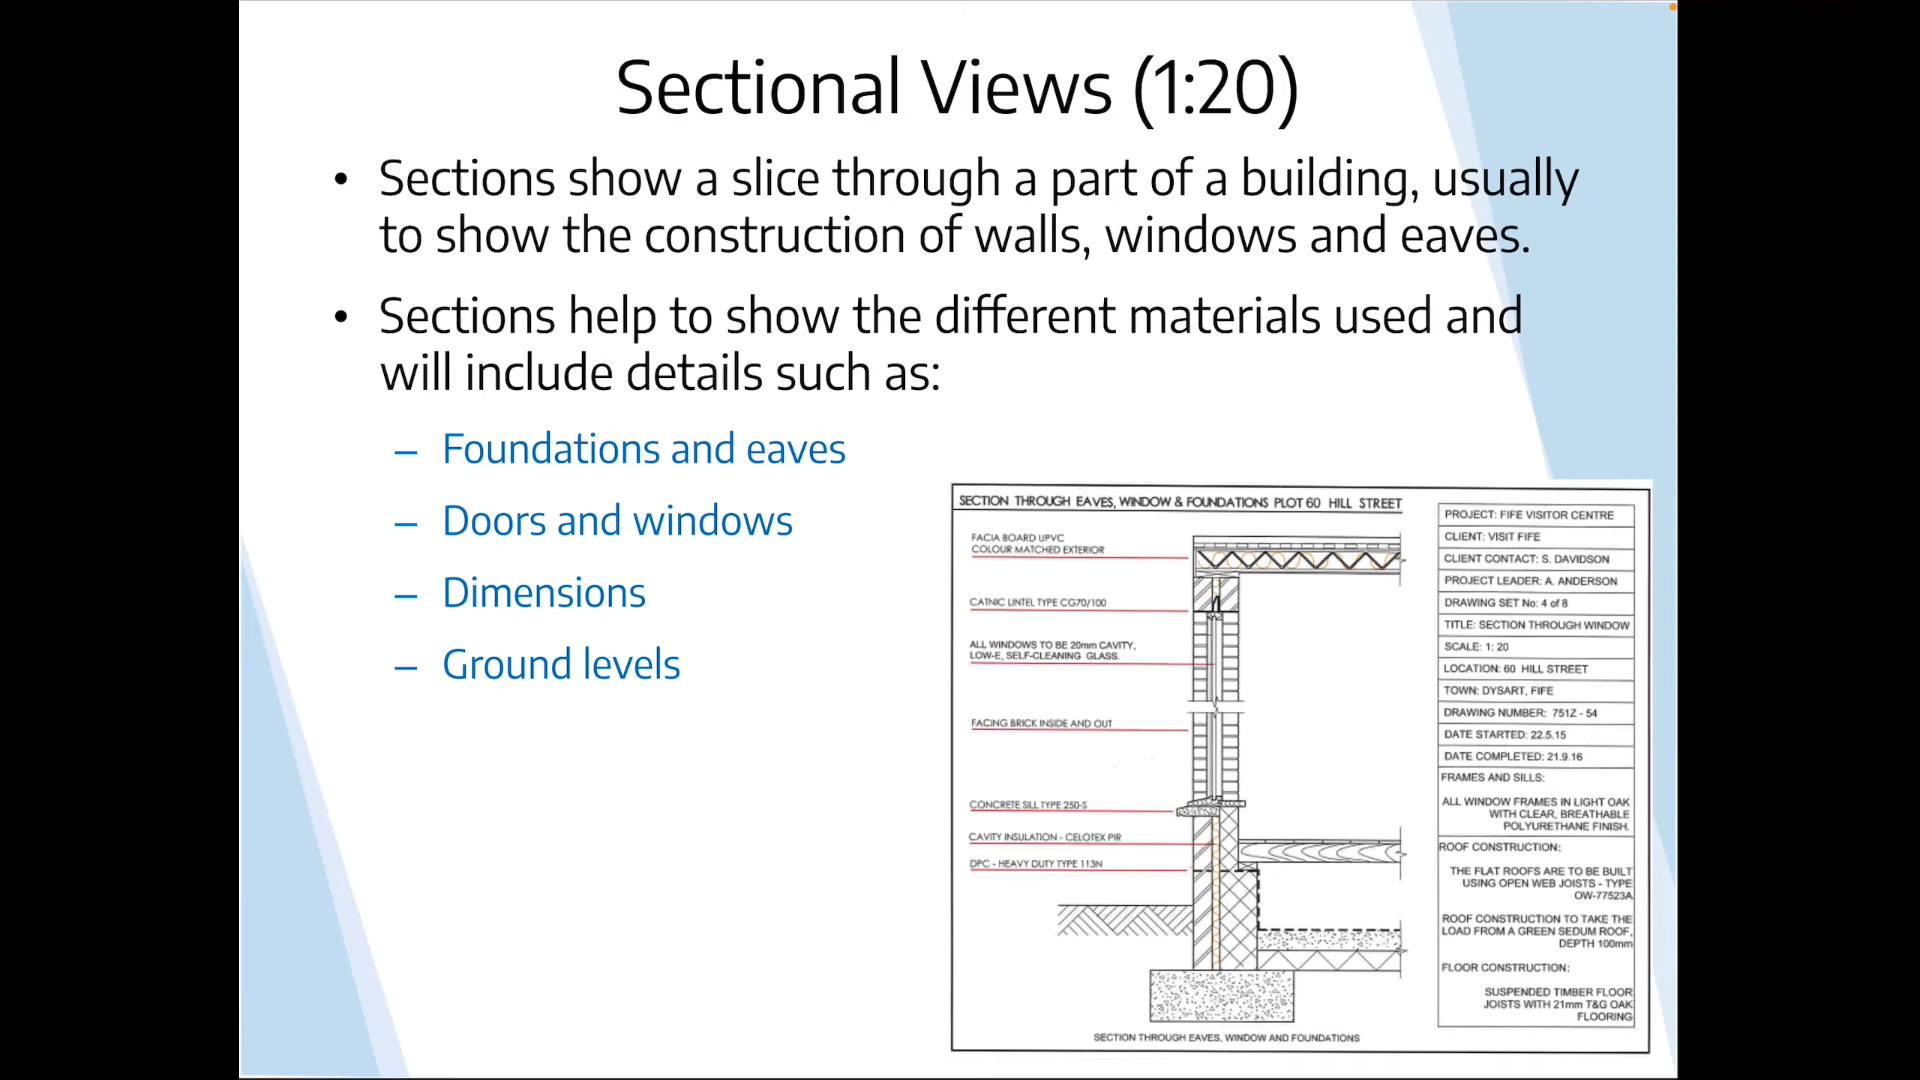 Sectional Views (1:20)
• Sections show a slice through a part of a building, usually
to show the construction of walls, windows and eaves.
• Sections help to show the different materials used and
will include details such as:
– Foundations and eaves
– Doors and windows
– Dimensions
– Ground levels
SECTION THROUGH EAVES, WINDOW & FOUNDATIONS PLOT 60 HILL STREET
FACIA BOARD UPVC
COLOUR MATCHED EXTERIOR
CATNIC LINTEL TYPE CG70/100
ALL WINDOWS TO BE 20mm CAVITY,
LOW-E, SELF-CLEANING GLASS.
FACING BRICK INSIDE AND OUT
CONCRETE SILL TYPE 250-S
CAVITY INSULATION - CELOTEX PIR
DPC - HEAVY DUTY TYPE 113N
SECTION THROUGH EAVES, WINDOW AND FOUNDATIONS
PROJECT: FIFE VISITOR CENTRE
CLIENT: VISIT FIFE
CLIENT CONTACT: S. DAVIDSON
PROJECT LEADER: A. ANDERSON
DRAWING SET No: 4 of 8
TITLE: SECTION THROUGH WINDOW
SCALE: 1: 20
LOCATION: 60 HILL STREET
TOWN: DYSART, FIFE
DRAWING NUMBER: 751Z - 54
DATE STARTED: 22.5.15
DATE COMPLETED: 21.9.16
FRAMES AND SILLS:
ALL WINDOW FRAMES IN LIGHT OAK
WITH CLEAR, BREATHABLE
POLYURETHANE FINISH.
ROOF CONSTRUCTION:
THE FLAT ROOFS ARE TO BE BUILT
USING OPEN WEB JOISTS - TYPE
OW-77523A
ROOF CONSTRUCTION TO TAKE THE
LOAD FROM A GREEN SEDUM ROOF,
DEPTH 100mm
FLOOR CONSTRUCTION:
SUSPENDED TIMBER FLOOR
JOISTS WITH 21mm T&G OAK
FLOORING